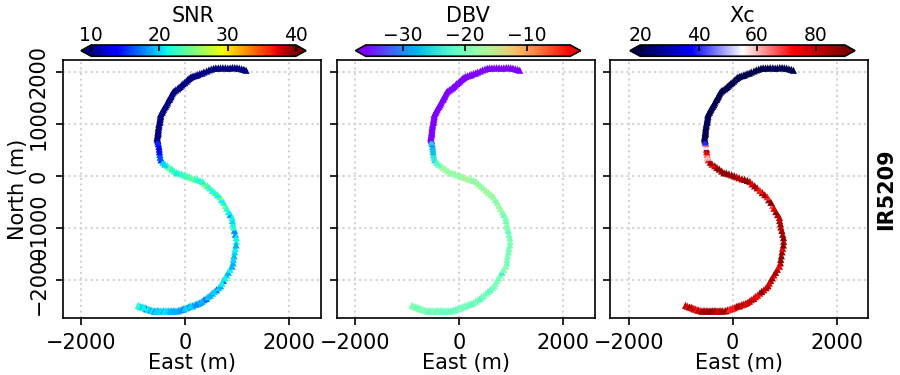 SNR DBV Xc
10 20 30 40 −30 −20 −10 20 40 60 80
North (m)
2000
1000
0
−1000
−2000
IR5209
−2000 0 2000 −2000 0 2000 −2000 0 2000
East (m) East (m) East (m)